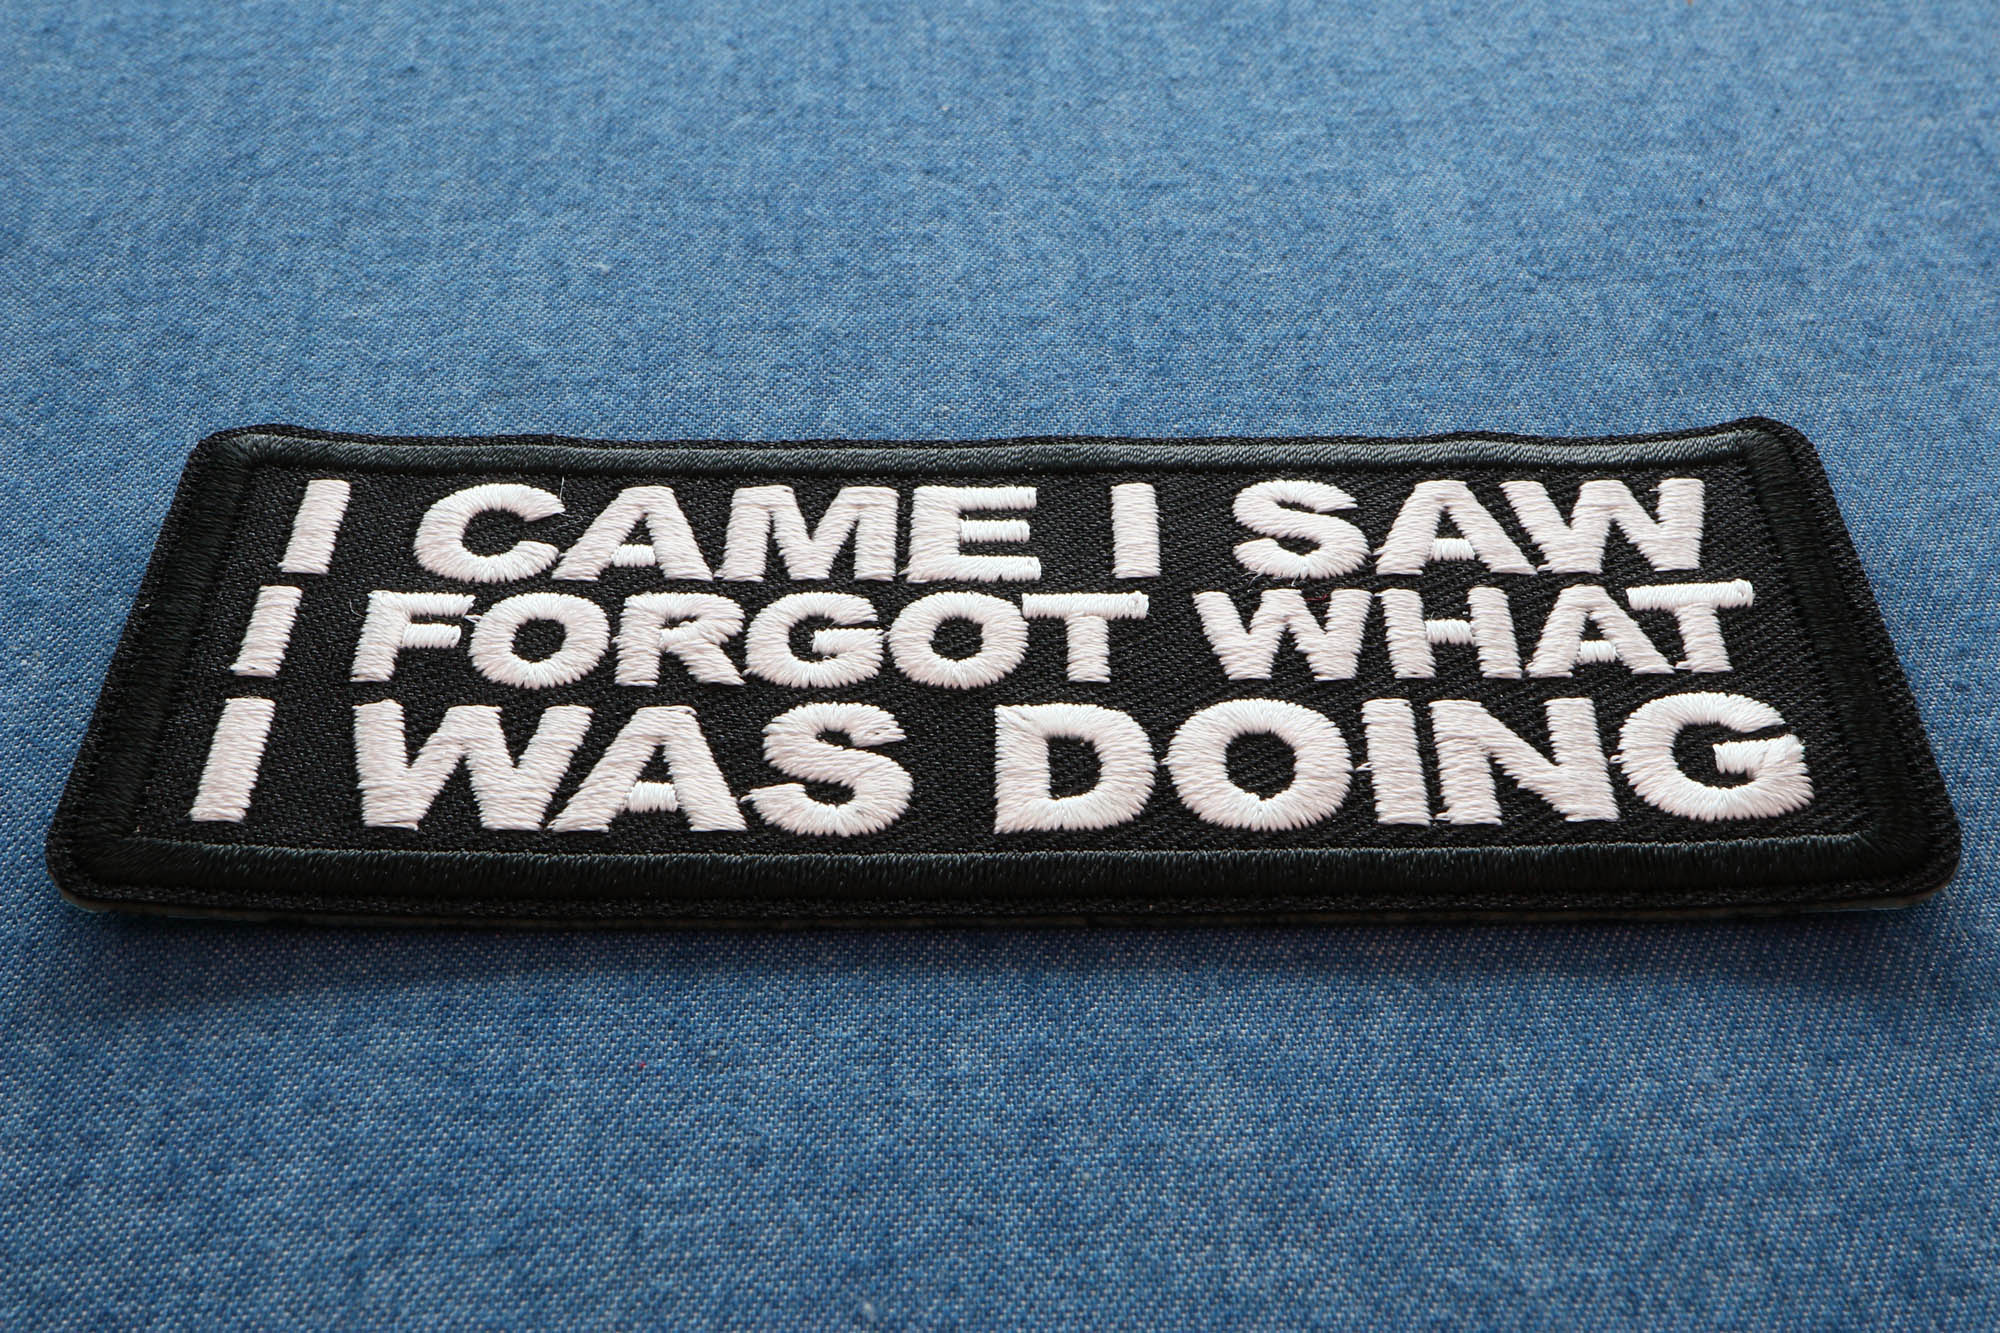 I CAME I SAW
I FORGOT WHAT
I WAS DOING